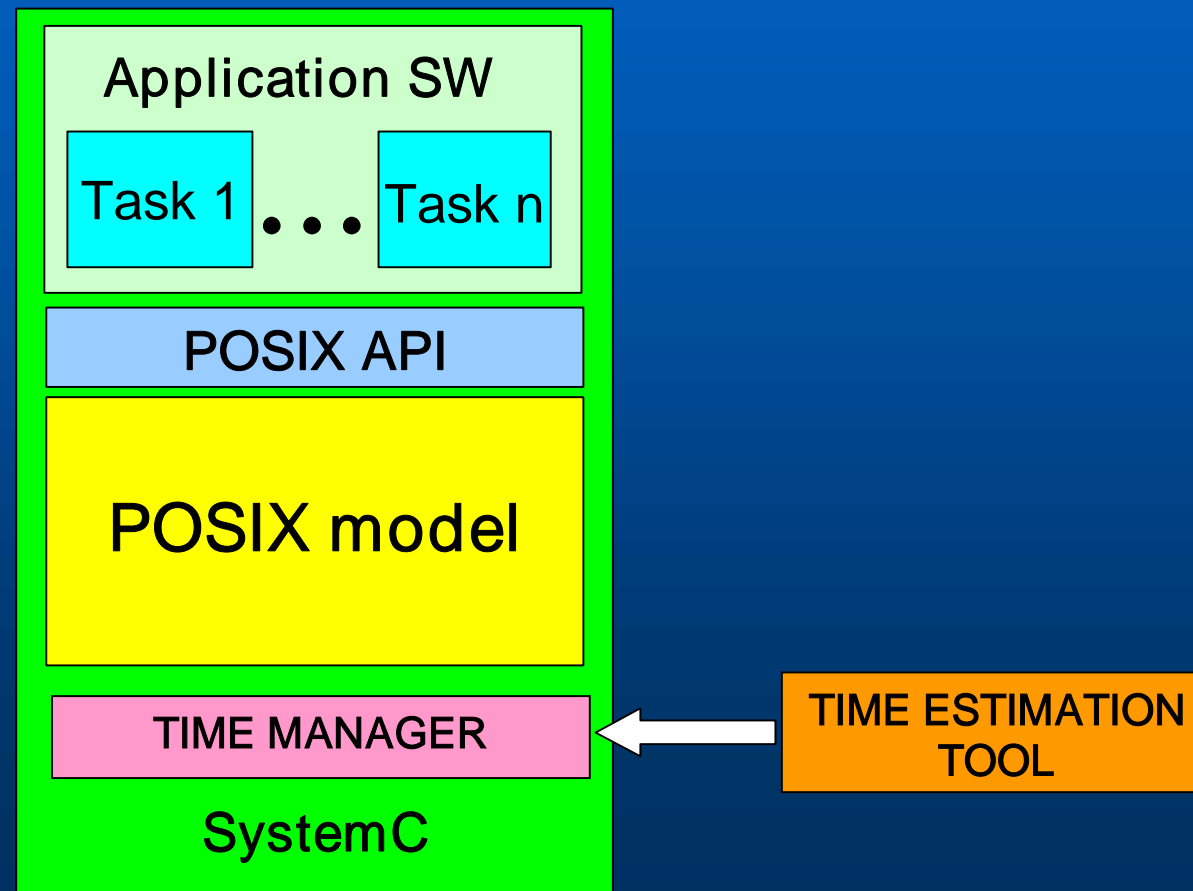 Application SW
Task 1 ... Task n
POSIX API
POSIX model
TIME MANAGER
TIME ESTIMATION
TOOL
SystemC